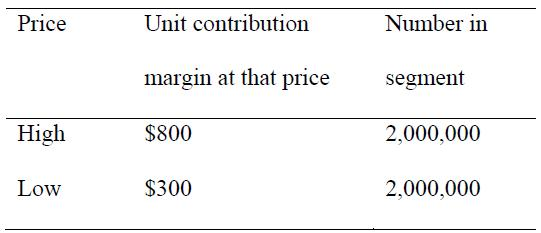 Price Unit contribution Number in
margin at that price segment
High $800 2,000,000
Low $300 2,000,000